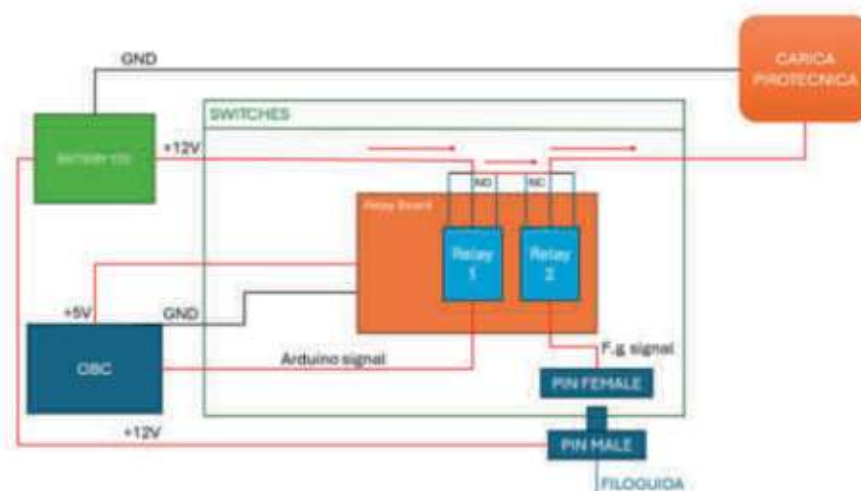 GND
CARICA
PIROTECNICA
SWITCHES
+12V
NO
NC
Relay Board
Relay
1
Relay
2
+5V
GND
OBC
Arduino signal
F.g signal
PIN FEMALE
+12V
PIN MALE
FILOGUIDA